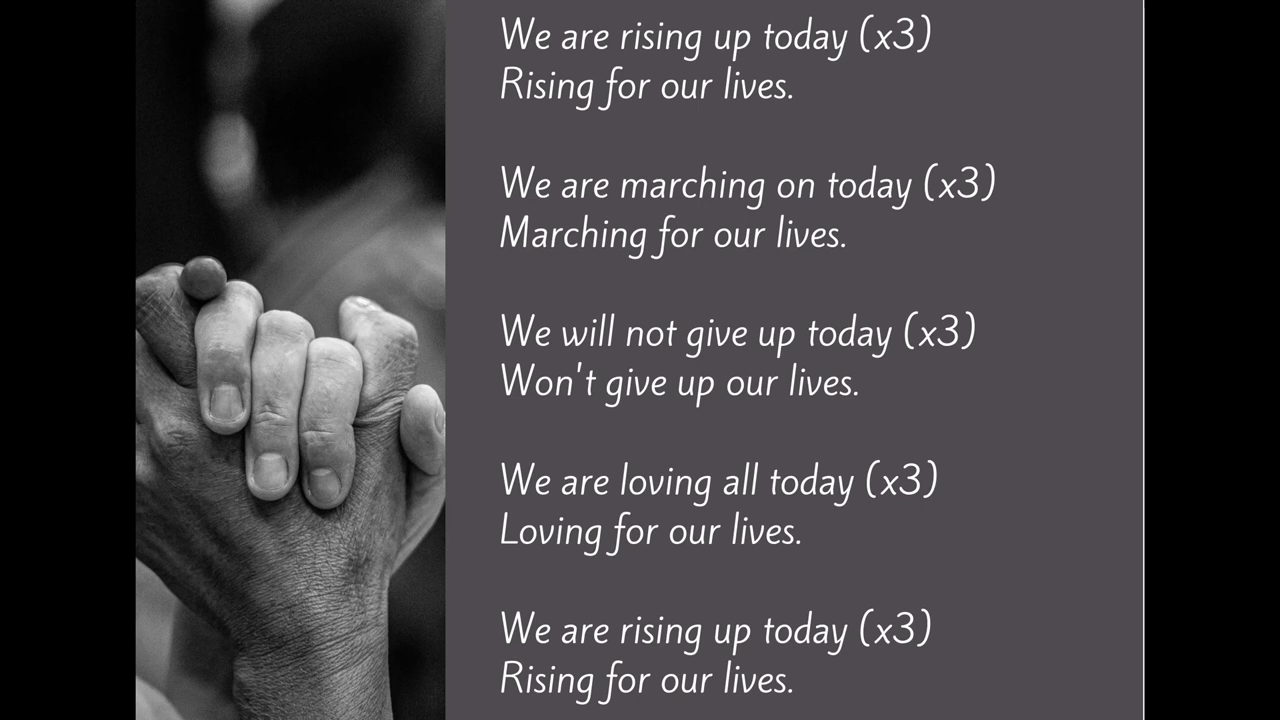 We are rising up today (x3)
Rising for our lives.
We are marching on today (x3)
Marching for our lives.
We will not give up today (x3)
Won't give up our lives.
We are loving all today (x3)
Loving for our lives.
We are rising up today (x3)
Rising for our lives.